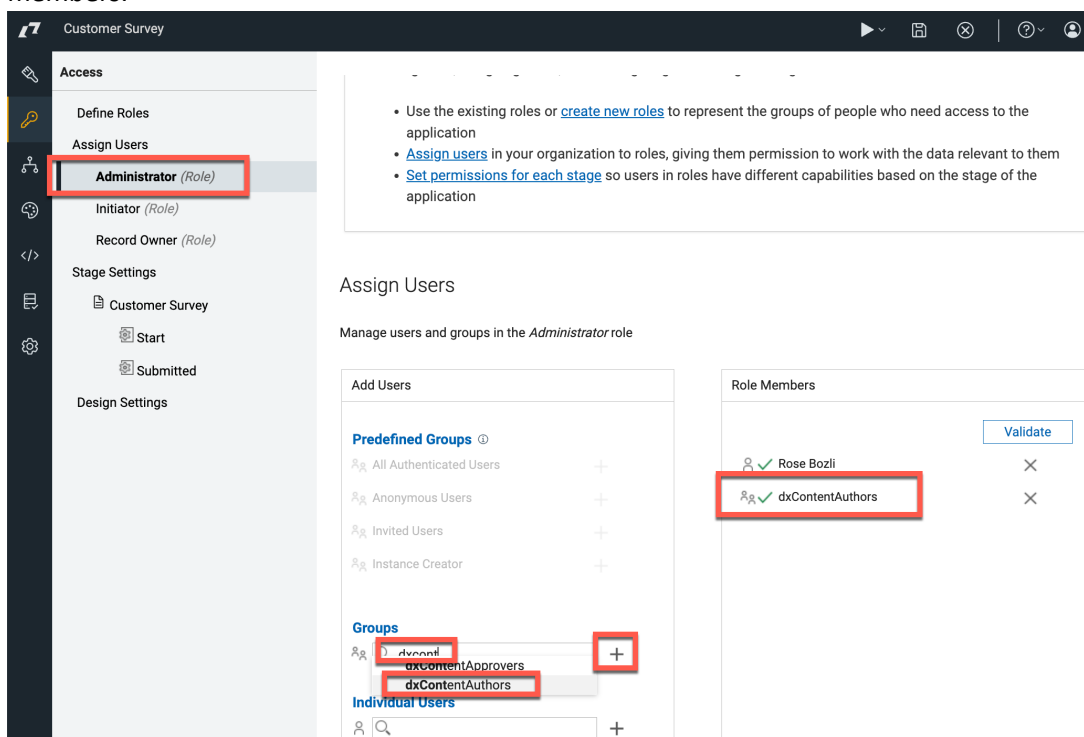 members.
Customer Survey
Access
Define Roles
Assign Users
Administrator (Role)
Initiator (Role)
Record Owner (Role)
Stage Settings
Customer Survey
Start
Submitted
Design Settings
• Use the existing roles or create new roles to represent the groups of people who need access to the
application
• Assign users in your organization to roles, giving them permission to work with the data relevant to them
• Set permissions for each stage so users in roles have different capabilities based on the stage of the
application
Assign Users
Manage users and groups in the Administrator role
Add Users
Predefined Groups
All Authenticated Users
Anonymous Users
Invited Users
Instance Creator
Groups
dxcont
dxContentApprovers
dxContentAuthors
Individual Users
Role Members
Validate
Rose Bozli
dxContentAuthors